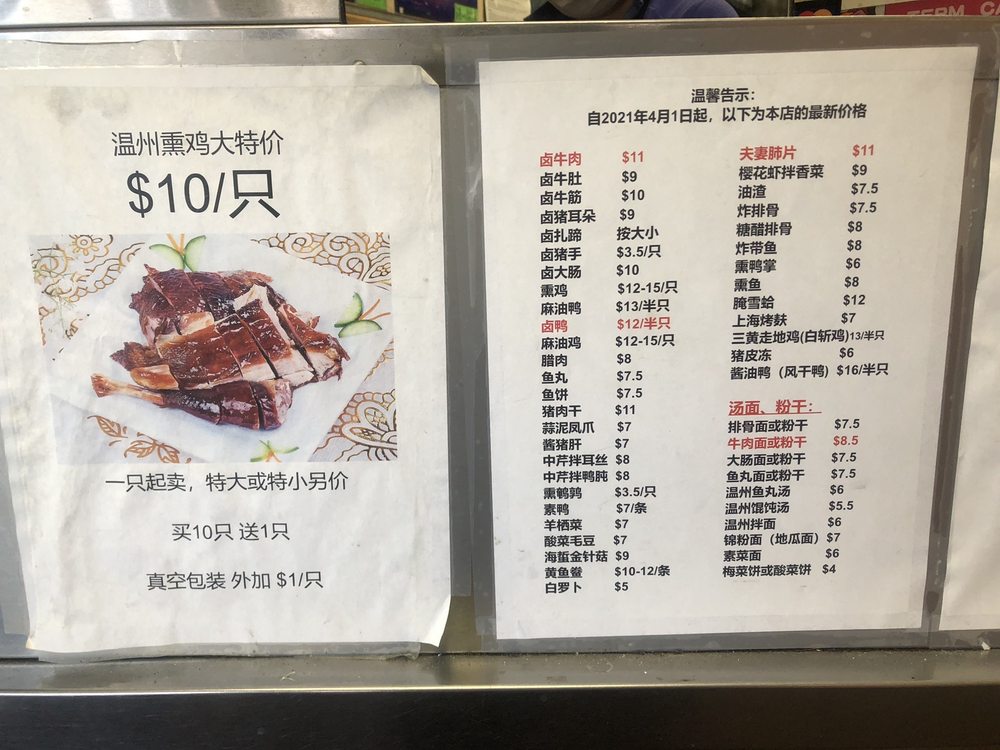 温州熏鸡大特价
$10/只
一只起卖，特大或特小另价
买10只 送1只
真空包装 外加 $1/只
温馨告示：
自2021年4月1日起，以下为本店的最新价格
卤牛肉 $11
卤牛肚 $9
卤牛筋 $10
卤猪耳朵 $9
卤扎蹄 按大小
卤猪手 $3.5/只
卤大肠 $10
熏鸡 $12-15/只
麻油鸭 $13/半只
卤鸭 $12/半只
麻油鸡 $12-15/只
腊肉 $8
鱼丸 $7.5
鱼饼 $7.5
猪肉干 $11
蒜泥凤爪 $7
酱猪肝 $7
中芹拌耳丝 $8
中芹拌鸭肫 $8
熏鹌鹑 $3.5/只
素鸭 $7/条
羊栖菜 $7
酸菜毛豆 $7
海蜇金针菇 $9
黄鱼鲞 $10-12/条
白罗卜 $5
夫妻肺片 $11
樱花虾拌香菜 $9
油渣 $7.5
炸排骨 $7.5
糖醋排骨 $8
炸带鱼 $8
熏鸭掌 $6
熏鱼 $8
腌雪蛤 $12
上海烤麸 $7
三黄走地鸡(白斩鸡)13/半只
猪皮冻 $6
酱油鸭（风干鸭）$16/半只
汤面、粉干：
排骨面或粉干 $7.5
牛肉面或粉干 $8.5
大肠面或粉干 $7.5
鱼丸面或粉干 $7.5
温州鱼丸汤 $6
温州馄饨汤 $5.5
温州拌面 $6
锦粉面（地瓜面）$7
素菜面 $6
梅菜饼或酸菜饼 $4